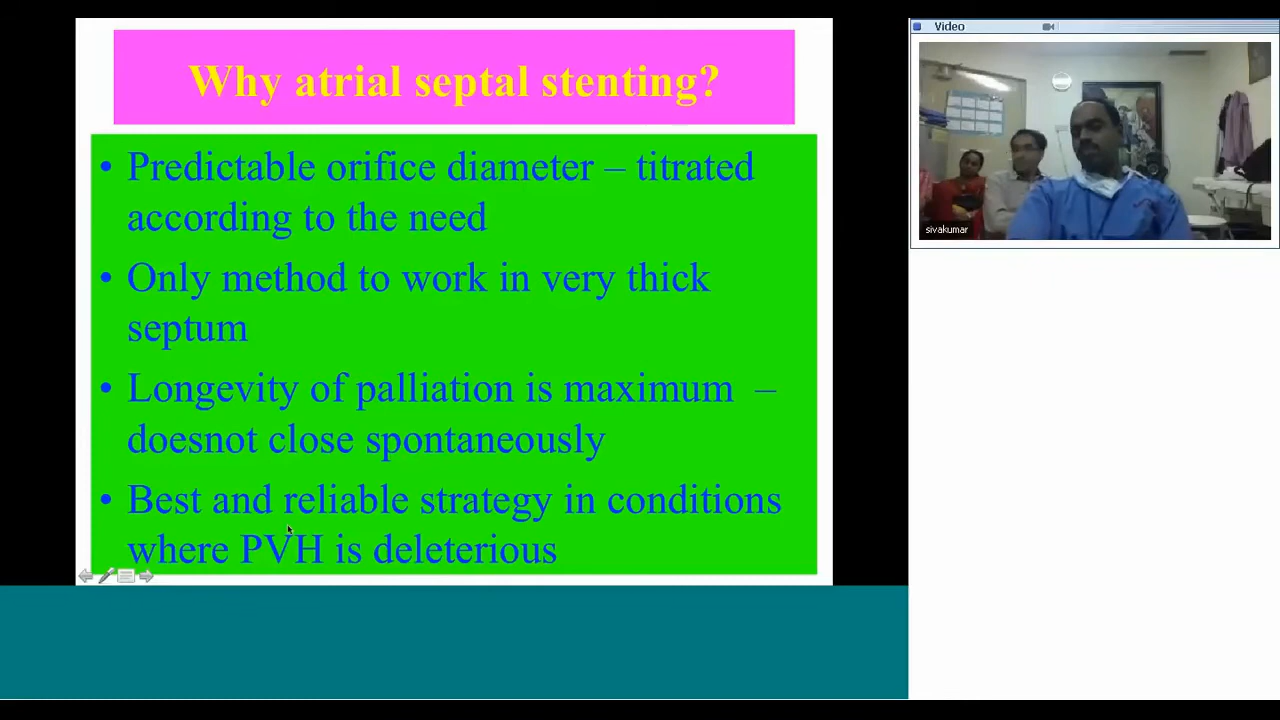 Why atrial septal stenting?
• Predictable orifice diameter – titrated
according to the need
• Only method to work in very thick
septum
• Longevity of palliation is maximum –
doesnot close spontaneously
• Best and reliable strategy in conditions
where PVH is deleterious
Video
sivakumar